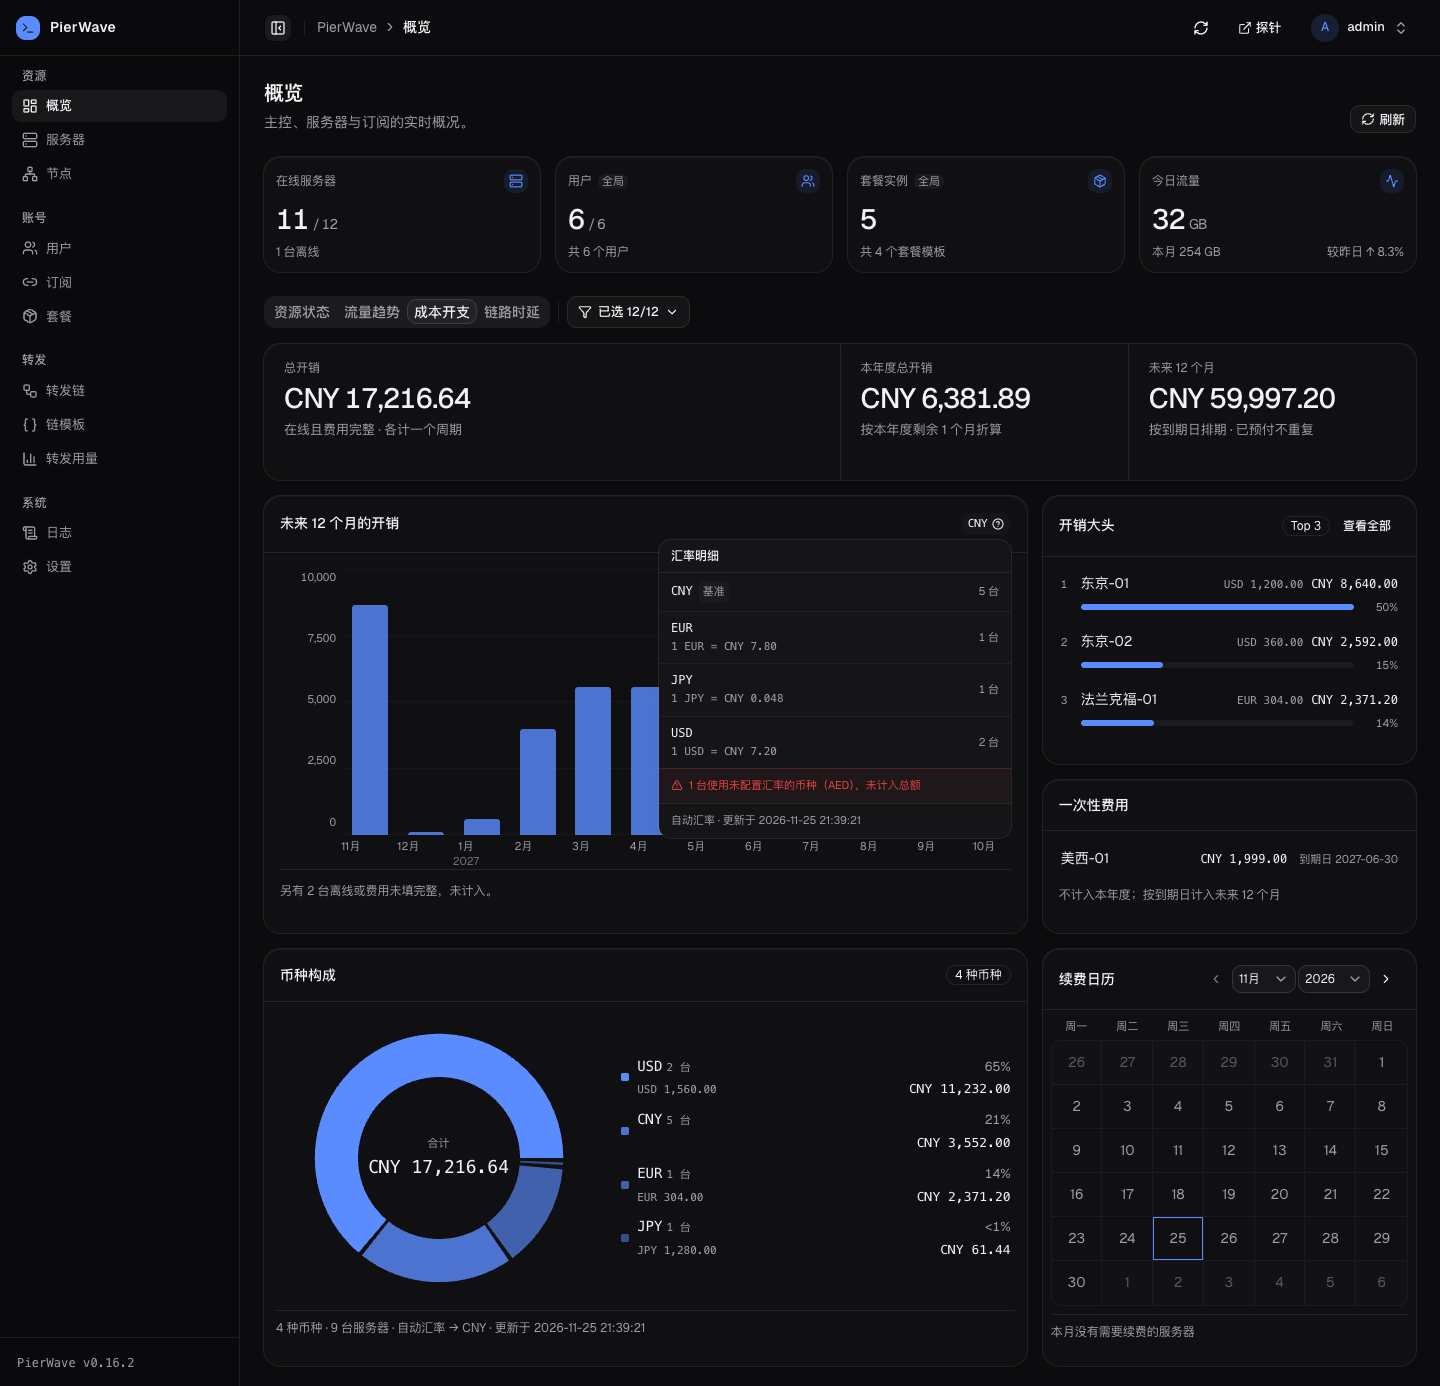 PierWave
PierWave > 概览
探针
A admin
资源
概览
服务器
节点
账号
用户
订阅
套餐
转发
转发链
链模板
转发用量
系统
日志
设置
PierWave v0.16.2
概览
主控、服务器与订阅的实时概况。
刷新
在线服务器
11 / 12
1 台离线
用户 全局
6 / 6
共 6 个用户
套餐实例 全局
5
共 4 个套餐模板
今日流量
32 GB
本月 254 GB 较昨日 ↑ 8.3%
资源状态 流量趋势 成本开支 链路时延 已选 12/12
总开销
CNY 17,216.64
在线且费用完整 · 各计一个周期
本年度总开销
CNY 6,381.89
按本年度剩余 1 个月折算
未来 12 个月
CNY 59,997.20
按到期日排期 · 已预付不重复
未来 12 个月的开销 CNY
10,000
7,500
5,000
2,500
0
11月 12月 1月 2月 3月 4月 5月 6月 7月 8月 9月 10月
2027
另有 2 台离线或费用未填完整，未计入。
汇率明细
CNY 基准 5 台
EUR 1 台
1 EUR = CNY 7.80
JPY 1 台
1 JPY = CNY 0.048
USD 2 台
1 USD = CNY 7.20
1 台使用未配置汇率的币种（AED），未计入总额
自动汇率 · 更新于 2026-11-25 21:39:21
开销大头 Top 3 查看全部
1 东京-01 USD 1,200.00 CNY 8,640.00
50%
2 东京-02 USD 360.00 CNY 2,592.00
15%
3 法兰克福-01 EUR 304.00 CNY 2,371.20
14%
一次性费用
美西-01 CNY 1,999.00 到期日 2027-06-30
不计入本年度；按到期日计入未来 12 个月
币种构成 4 种币种
合计
CNY 17,216.64
USD 2 台 65%
USD 1,560.00 CNY 11,232.00
CNY 5 台 21%
CNY 3,552.00
EUR 1 台 14%
EUR 304.00 CNY 2,371.20
JPY 1 台 <1%
JPY 1,280.00 CNY 61.44
4 种币种 · 9 台服务器 · 自动汇率 → CNY · 更新于 2026-11-25 21:39:21
续费日历 11月 2026
周一 周二 周三 周四 周五 周六 周日
26 27 28 29 30 31 1
2 3 4 5 6 7 8
9 10 11 12 13 14 15
16 17 18 19 20 21 22
23 24 25 26 27 28 29
30 1 2 3 4 5 6
本月没有需要续费的服务器